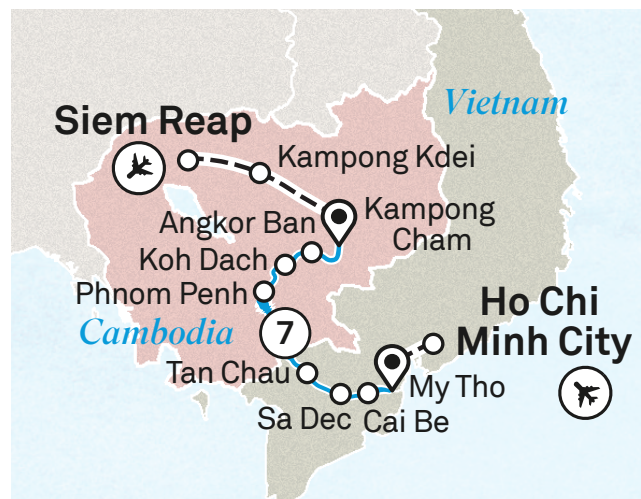 Vietnam
Siem Reap
Kampong Kdei
Angkor Ban
Kampong
Cham
Koh Dach
Phnom Penh
Ho Chi
Minh City
Cambodia
7
Tan Chau
My Tho
Sa Dec
Cai Be